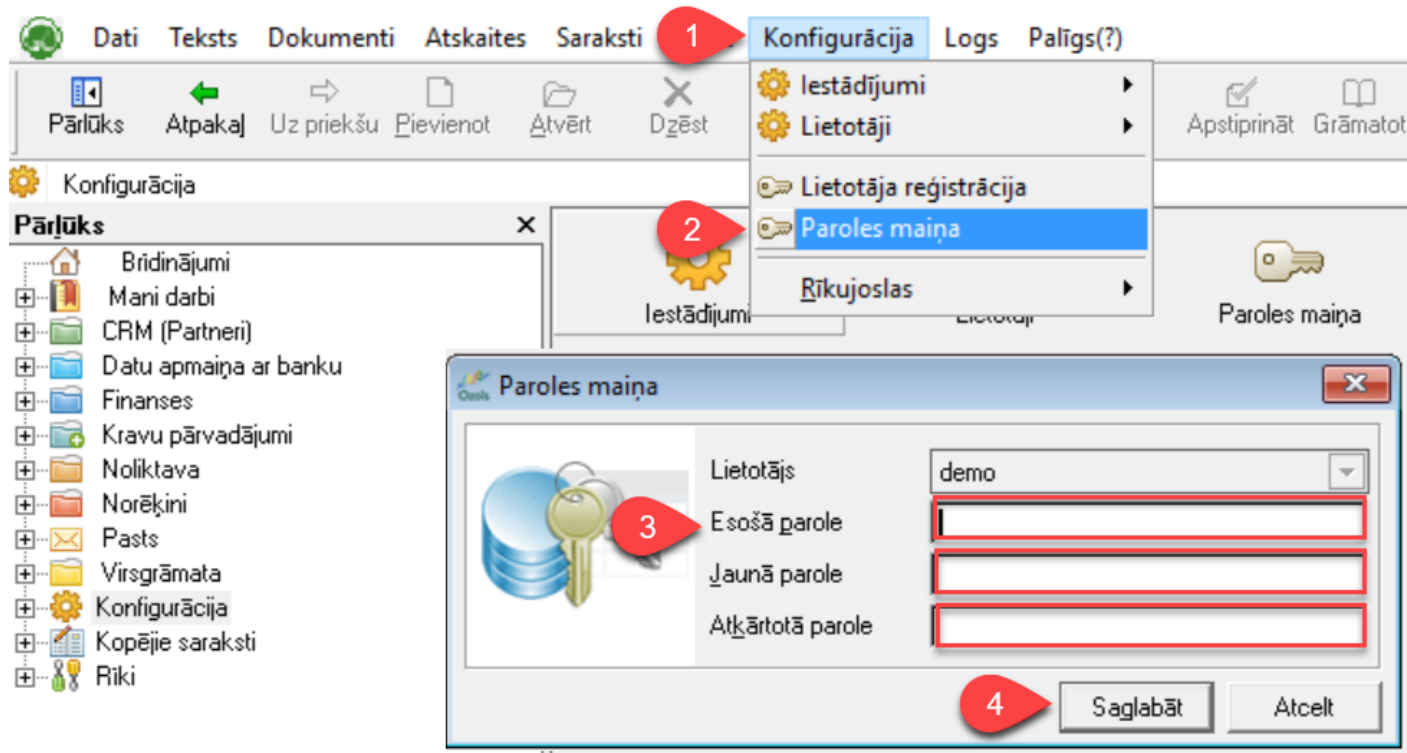 Dati Teksts Dokumenti Atskaites Saraksti 1 Konfigurācija Logs Palīgs(?)
Pārlūks Atpakaļ Uz priekšu Pievienot Atvērt Dzēst Apstiprināt Grāmatot
Iestādījumi
Lietotāji
Lietotāja reģistrācija
2 Paroles maiņa
Rīkujoslas
Konfigurācija
Pārlūks
Brīdinājumi
Mani darbi
CRM (Partneri)
Datu apmaiņa ar banku
Finanses
Kravu pārvadājumi
Noliktava
Norēķini
Pasts
Virsgrāmata
Konfigurācija
Kopējie saraksti
Rīki
Iestādījumi Lietotāji Paroles maiņa
Ozols Paroles maiņa
Lietotājs demo
3 Esošā parole
Jaunā parole
Atkārtotā parole
4 Saglabāt Atcelt